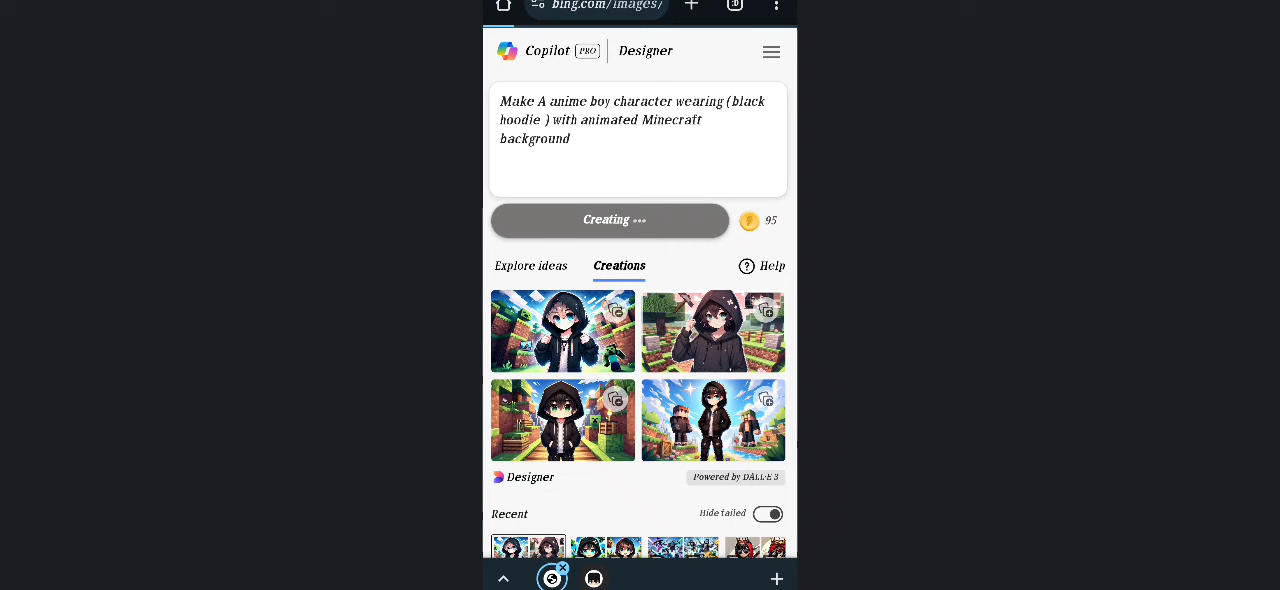 bing.com/images/
:D
Copilot PRO Designer
Make A anime boy character wearing (black
hoodie ) with animated Minecraft
background
Creating
95
Explore ideas Creations Help
Designer Powered by DALL·E 3
Recent Hide failed